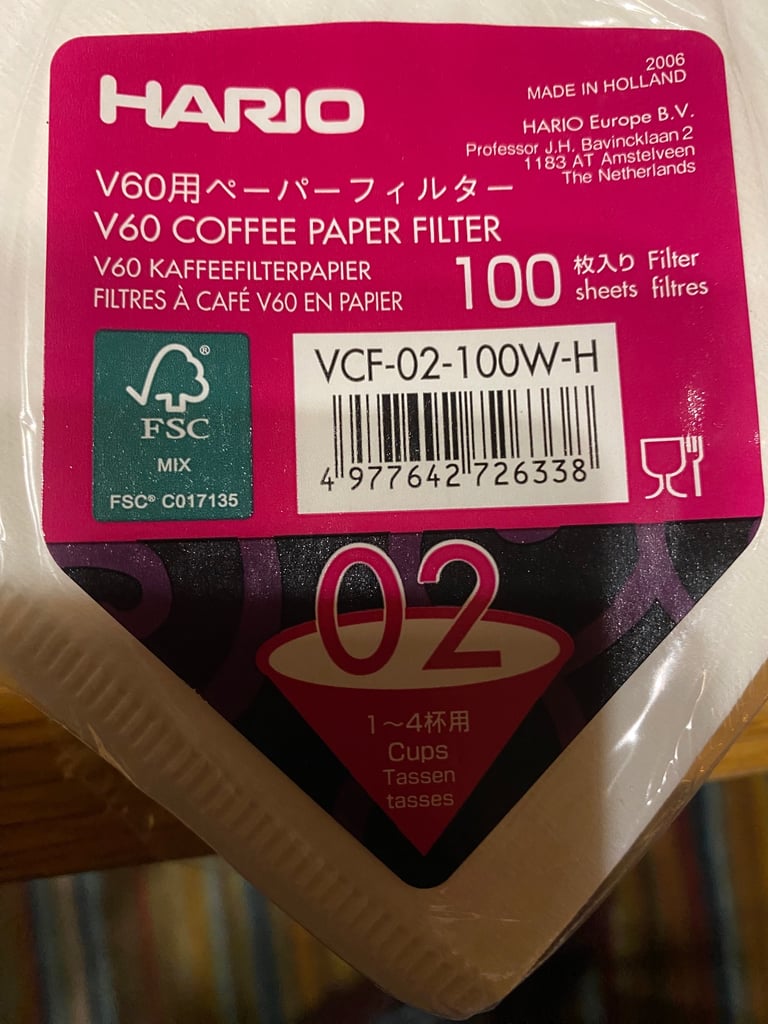 HARIO
2006
MADE IN HOLLAND
HARIO Europe B.V.
Professor J.H. Bavincklaan 2
1183 AT Amstelveen
The Netherlands
V60用ペーパーフィルター
V60 COFFEE PAPER FILTER
V60 KAFFEEFILTERPAPIER
FILTRES À CAFÉ V60 EN PAPIER
100 枚入り Filter
sheets filtres
FSC
®
MIX
FSC® C017135
VCF-02-100W-H
4 977642 726338
02
1～4杯用
Cups
Tassen
tasses